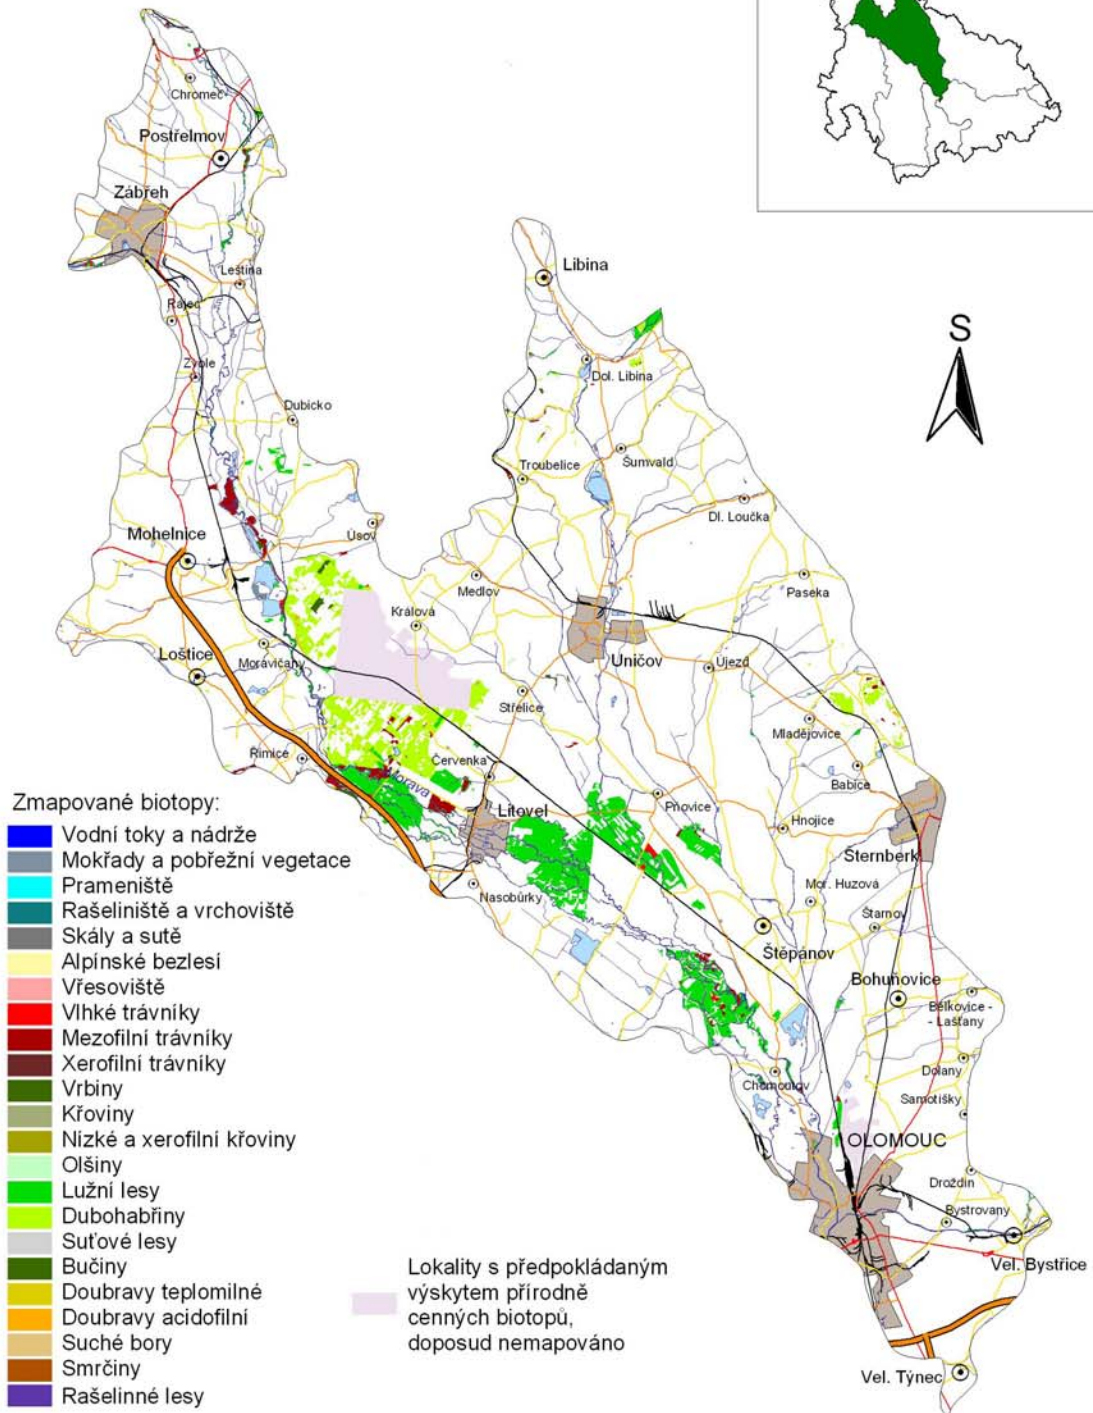 Chromeč
Postřelmov
Zábřeh
Leština
Rájec
Zvole
Dubicko
Libina
Dol. Libina
S
Troubelice
Šumvald
Dl. Loučka
Mohelnice
Úsov
Medlov
Paseka
Králová
Uničov
Újezd
Loštice
Moravičany
Střelice
Mladějovice
Řimice
Červenka
Morava
Babice
Litovel
Pňovice
Hnojice
Šternberk
Mor. Huzová
Nasobůrky
Štarnov
Štěpánov
Bohuňovice
Bělkovice -
- Lašťany
Dolany
Chomoutov
Samotišky
OLOMOUC
Droždín
Bystrovany
Vel. Bystřice
Vel. Týnec
Zmapované biotopy:
Vodní toky a nádrže
Mokřady a pobřežní vegetace
Prameniště
Rašeliniště a vrchoviště
Skály a sutě
Alpínské bezlesí
Vřesoviště
Vlhké trávníky
Mezofilní trávníky
Xerofilní trávníky
Vrbiny
Křoviny
Nízké a xerofilní křoviny
Olšiny
Lužní lesy
Dubohabřiny
Suťové lesy
Bučiny
Doubravy teplomilné
Doubravy acidofilní
Suché bory
Smrčiny
Rašelinné lesy
Lokality s předpokládaným
výskytem přírodně
cenných biotopů,
doposud nemapováno